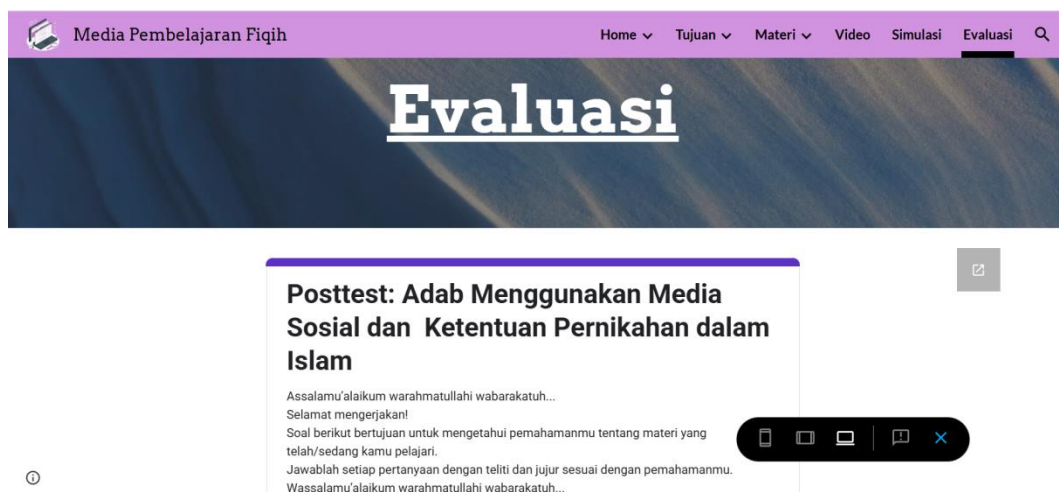 Media Pembelajaran Fiqih
Home Tujuan Materi Video Simulasi Evaluasi
Evaluasi
Posttest: Adab Menggunakan Media
Sosial dan Ketentuan Pernikahan dalam
Islam
Assalamu'alaikum warahmatullahi wabarakatuh...
Selamat mengerjakan!
Soal berikut bertujuan untuk mengetahui pemahamanmu tentang materi yang
telah/sedang kamu pelajari.
Jawablah setiap pertanyaan dengan teliti dan jujur sesuai dengan pemahamanmu.
Wassalamu'alaikum warahmatullahi wabarakatuh...